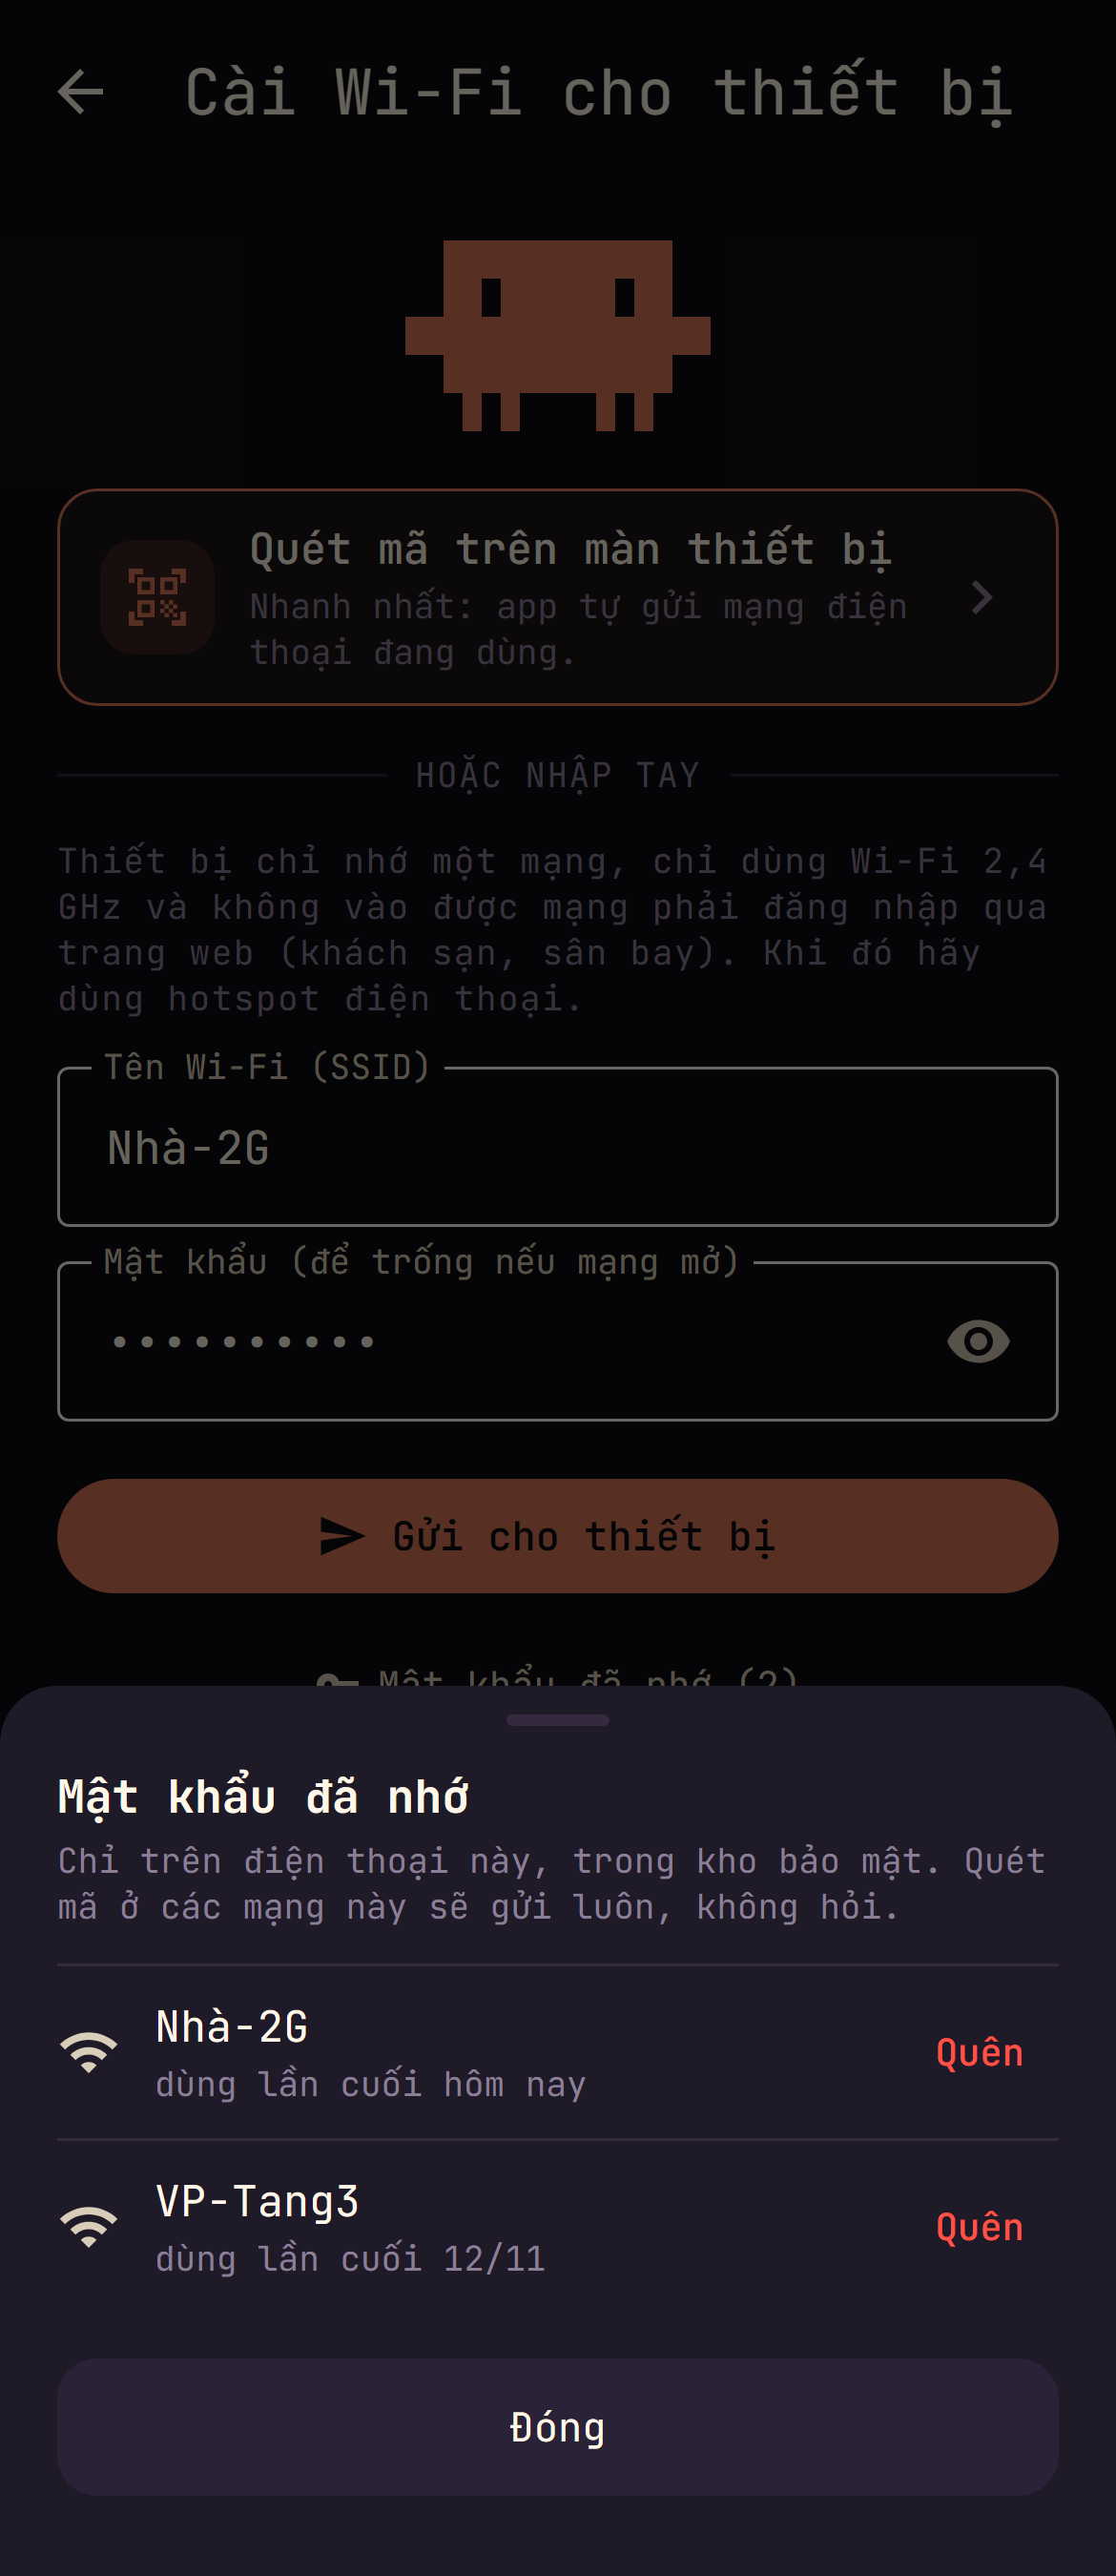 Cài Wi-Fi cho thiết bị
Quét mã trên màn thiết bị
Nhanh nhất: app tự gửi mạng điện
thoại đang dùng.
HOẶC NHẬP TAY
Thiết bị chỉ nhớ một mạng, chỉ dùng Wi-Fi 2,4
GHz và không vào được mạng phải đăng nhập qua
trang web (khách sạn, sân bay). Khi đó hãy
dùng hotspot điện thoại.
Tên Wi-Fi (SSID)
Nhà-2G
Mật khẩu (để trống nếu mạng mở)
••••••••••
Gửi cho thiết bị
Mật khẩu đã nhớ (2)
Mật khẩu đã nhớ
Chỉ trên điện thoại này, trong kho bảo mật. Quét
mã ở các mạng này sẽ gửi luôn, không hỏi.
Nhà-2G
dùng lần cuối hôm nay
Quên
VP-Tang3
dùng lần cuối 12/11
Quên
Đóng